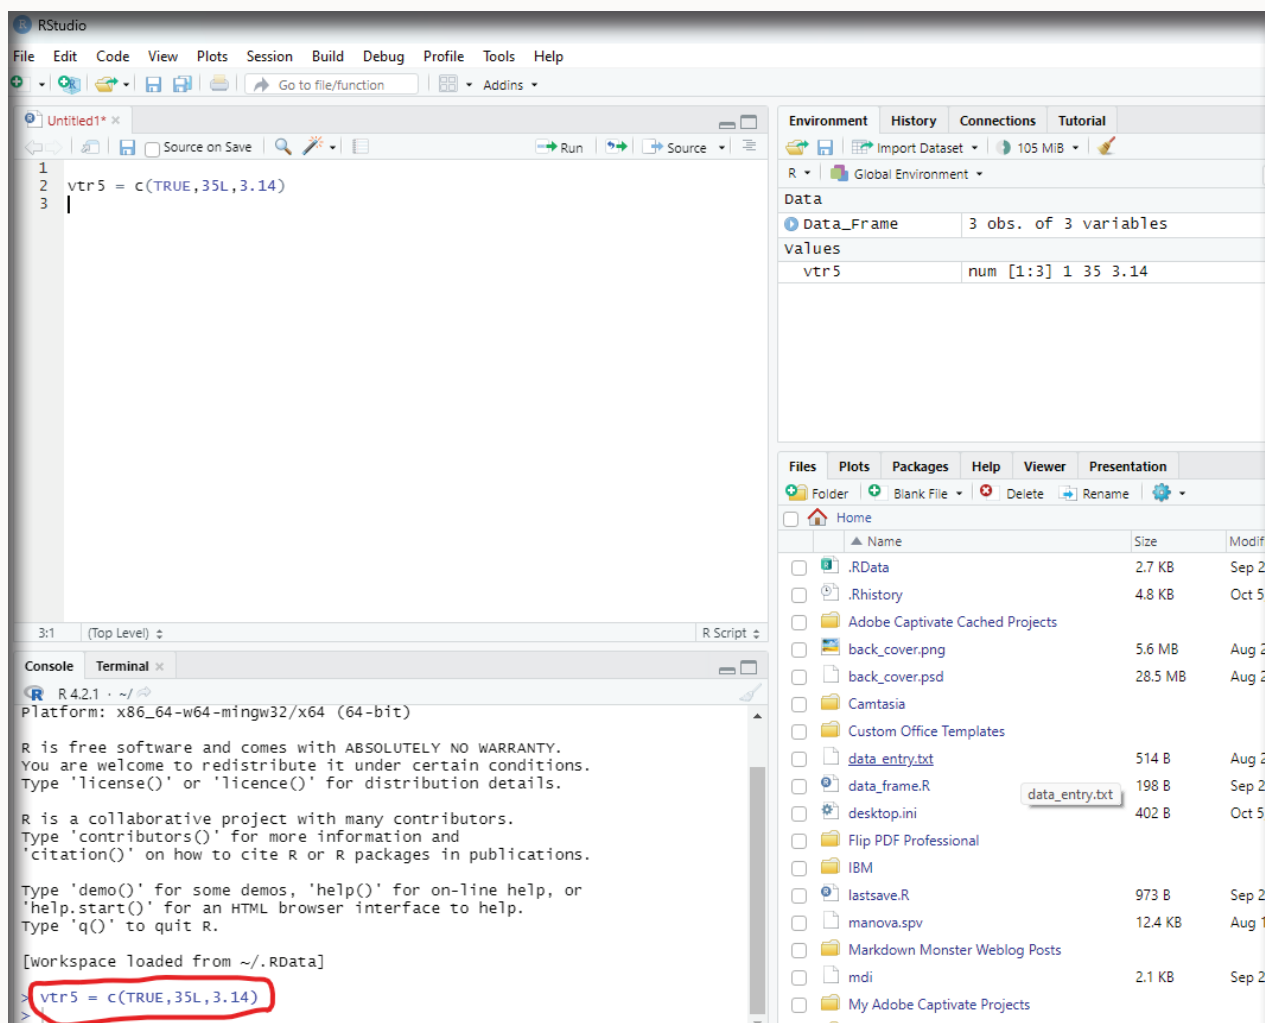 RStudio
File Edit Code View Plots Session Build Debug Profile Tools Help
Go to file/function Addins
Untitled1*
Source on Save Run Source
1
2 vtr5 = c(TRUE,35L,3.14)
3
3:1 (Top Level) R Script
Console Terminal
R 4.2.1 · ~/
Platform: x86_64-w64-mingw32/x64 (64-bit)
R is free software and comes with ABSOLUTELY NO WARRANTY.
You are welcome to redistribute it under certain conditions.
Type 'license()' or 'licence()' for distribution details.
R is a collaborative project with many contributors.
Type 'contributors()' for more information and
'citation()' on how to cite R or R packages in publications.
Type 'demo()' for some demos, 'help()' for on-line help, or
'help.start()' for an HTML browser interface to help.
Type 'q()' to quit R.
[Workspace loaded from ~/.RData]
> vtr5 = c(TRUE,35L,3.14)
>
Environment History Connections Tutorial
Import Dataset 105 MiB
R Global Environment
Data
Data_Frame 3 obs. of 3 variables
Values
vtr5 num [1:3] 1 35 3.14
Files Plots Packages Help Viewer Presentation
Folder Blank File Delete Rename
Home
Name Size Modif
.RData 2.7 KB Sep 2
.Rhistory 4.8 KB Oct 5
Adobe Captivate Cached Projects
back_cover.png 5.6 MB Aug 2
back_cover.psd 28.5 MB Aug 2
Camtasia
Custom Office Templates
data_entry.txt 514 B Aug 2
data_frame.R 198 B Sep 2
data_entry.txt
desktop.ini 402 B Oct 5
Flip PDF Professional
IBM
lastsave.R 973 B Sep 2
manova.spv 12.4 KB Aug 1
Markdown Monster Weblog Posts
mdi 2.1 KB Sep 2
My Adobe Captivate Projects